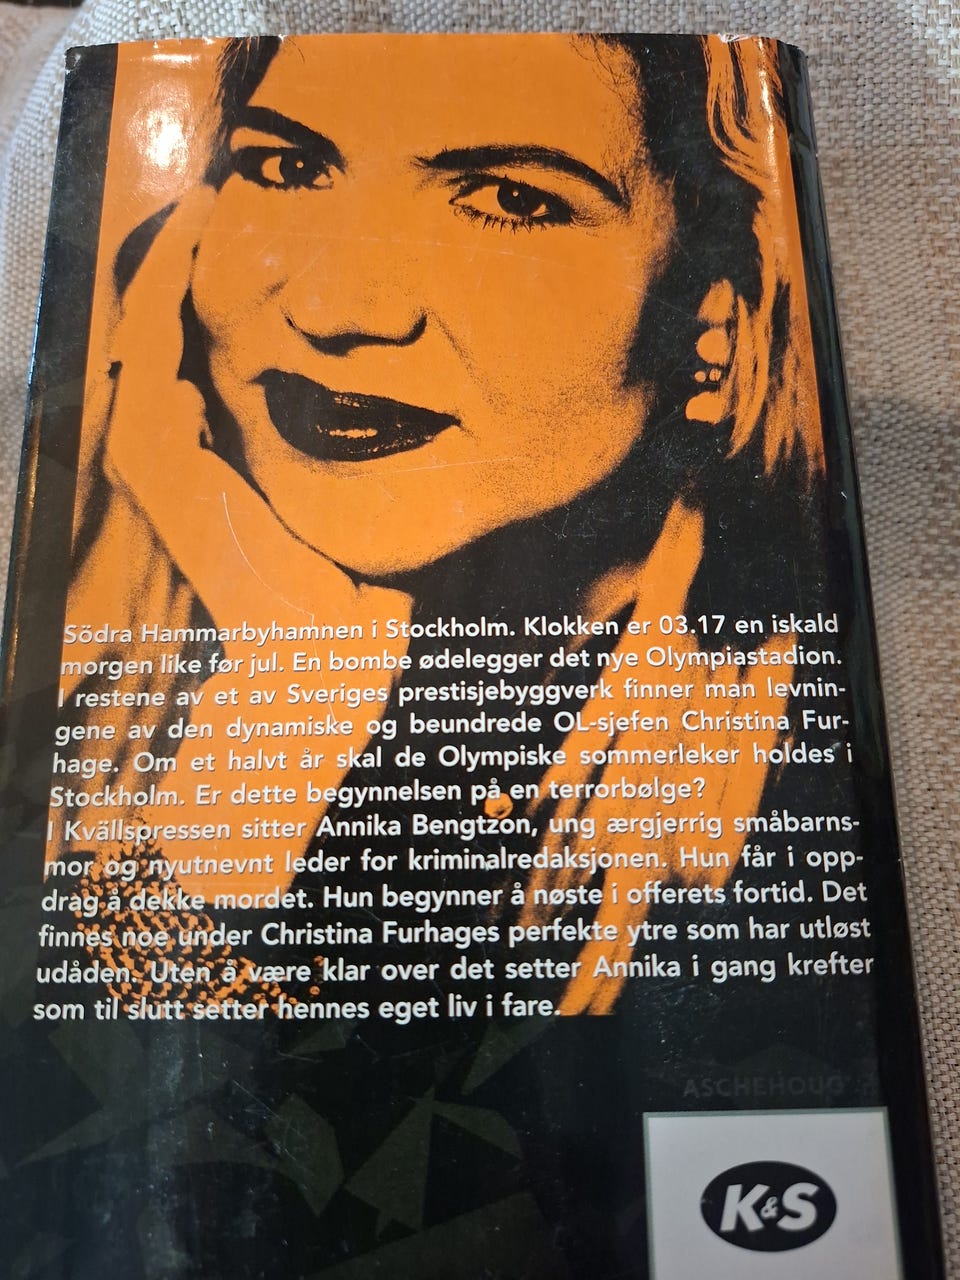 Södra Hammarbyhamnen i Stockholm. Klokken er 03.17 en iskald
morgen like før jul. En bombe ødelegger det nye Olympiastadion.
I restene av et av Sveriges prestisjebyggverk finner man levnin-
gene av den dynamiske og beundrede OL-sjefen Christina Fur-
hage. Om et halvt år skal de Olympiske sommerleker holdes i
Stockholm. Er dette begynnelsen på en terrorbølge?
I Kvällspressen sitter Annika Bengtzon, ung ærgjerrig småbarns-
mor og nyutnevnt leder for kriminalredaksjonen. Hun får i opp-
drag å dekke mordet. Hun begynner å nøste i offerets fortid. Det
finnes noe under Christina Furhages perfekte ytre som har utløst
udåden. Uten å være klar over det setter Annika i gang krefter
som til slutt setter hennes eget liv i fare.
ASCHEHOUG
K&S